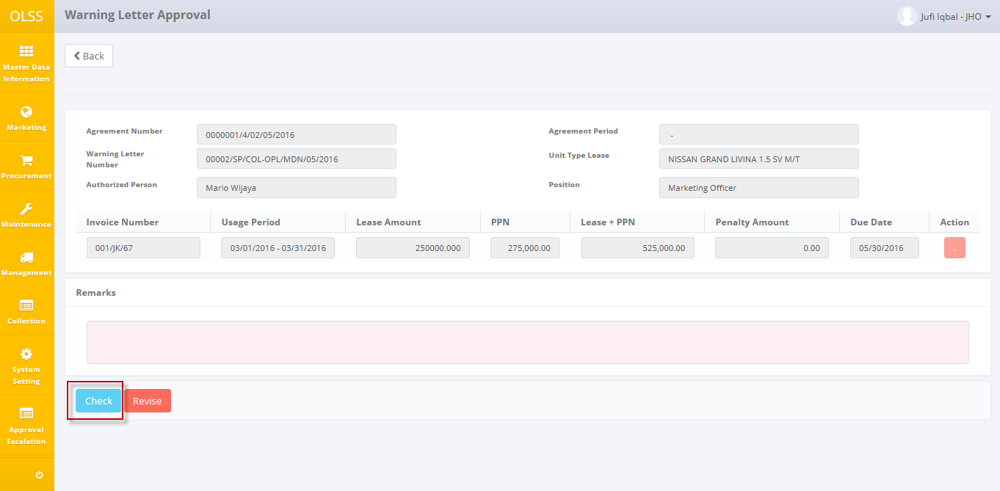 OLSS
Warning Letter Approval
Jufi Iqbal - JHO
Back
Master Data
Information
Marketing
Procurement
Maintenance
Management
Collection
System
Setting
Approval
Escalation
Agreement Number
0000001/4/02/05/2016
Agreement Period
-
Warning Letter
Number
00002/SP/COL-OPL/MDN/05/2016
Unit Type Lease
NISSAN GRAND LIVINA 1.5 SV M/T
Authorized Person
Mario Wijaya
Position
Marketing Officer
Invoice Number Usage Period Lease Amount PPN Lease + PPN Penalty Amount Due Date Action
001/JK/67 03/01/2016 - 03/31/2016 250000.000 275,000.00 525,000.00 0.00 05/30/2016 -
Remarks
Check Revise